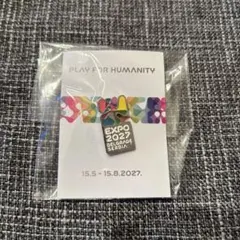 PLAY FOR HUMANITY
EXPO
2027
BELGRADE
SERBIA
15.5 - 15.8.2027.